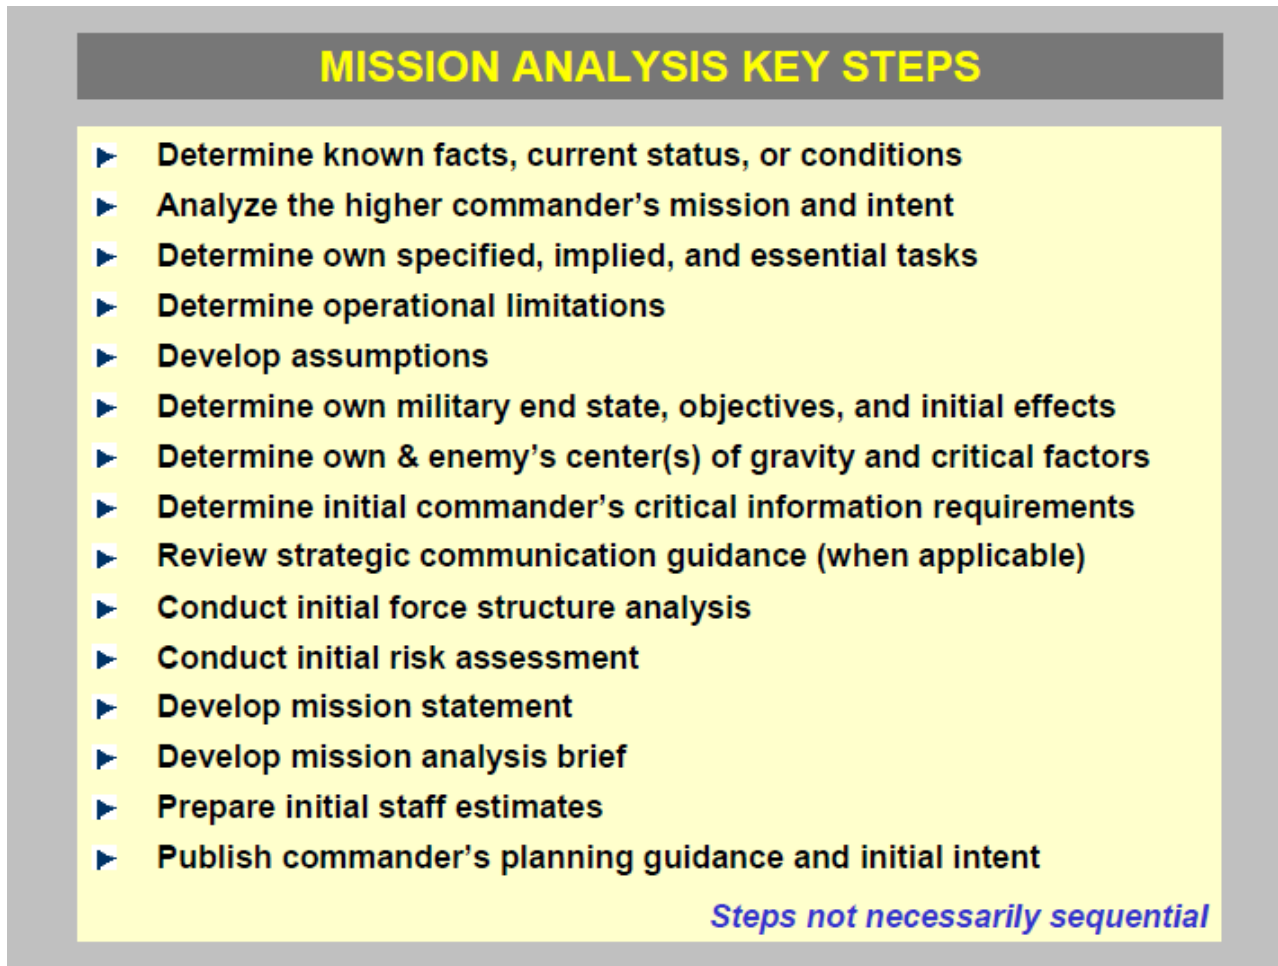 MISSION ANALYSIS KEY STEPS
Determine known facts, current status, or conditions
Analyze the higher commander’s mission and intent
Determine own specified, implied, and essential tasks
Determine operational limitations
Develop assumptions
Determine own military end state, objectives, and initial effects
Determine own & enemy’s center(s) of gravity and critical factors
Determine initial commander’s critical information requirements
Review strategic communication guidance (when applicable)
Conduct initial force structure analysis
Conduct initial risk assessment
Develop mission statement
Develop mission analysis brief
Prepare initial staff estimates
Publish commander’s planning guidance and initial intent
Steps not necessarily sequential